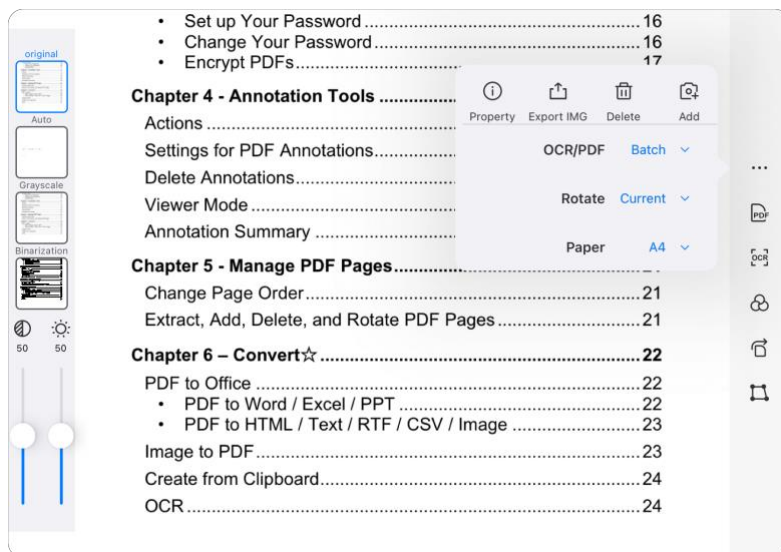 • Set up Your Password 16
• Change Your Password 16
• Encrypt PDFs 17
Chapter 4 - Annotation Tools
Actions
Settings for PDF Annotations
Delete Annotations
Viewer Mode
Annotation Summary
Chapter 5 - Manage PDF Pages
Change Page Order 21
Extract, Add, Delete, and Rotate PDF Pages 21
Chapter 6 – Convert☆ 22
PDF to Office 22
• PDF to Word / Excel / PPT 22
• PDF to HTML / Text / RTF / CSV / Image 23
Image to PDF 23
Create from Clipboard 24
OCR 24
original
Auto
Grayscale
Binarization
50 50
Property Export IMG Delete Add
OCR/PDF Batch
Rotate Current
Paper A4
...
PDF
OCR